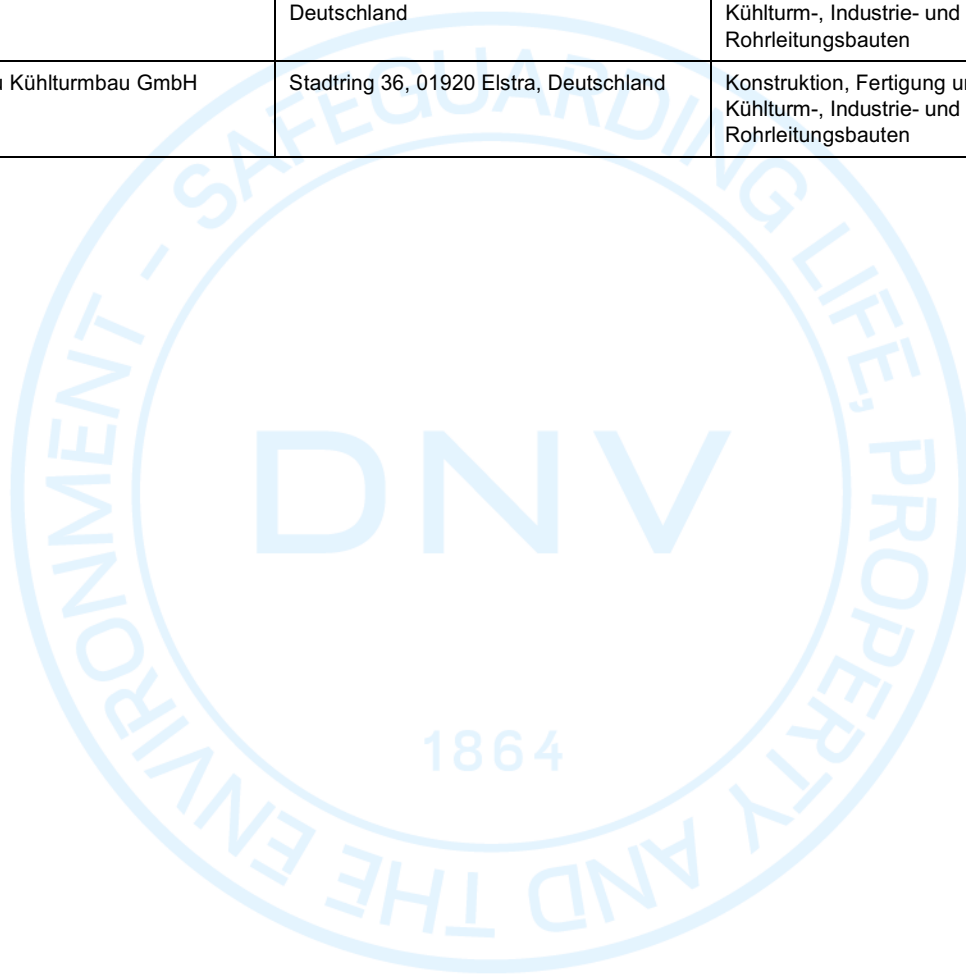 Deutschland
Kühlturm-, Industrie- und
Rohrleitungsbauten
Kühlturmbau GmbH
Stadtring 36, 01920 Elstra, Deutschland
Konstruktion, Fertigung
Kühlturm-, Industrie- und
Rohrleitungsbauten
SAFEGUARDING LIFE, PROPERTY AND THE ENVIRONMENT -
DNV
1864